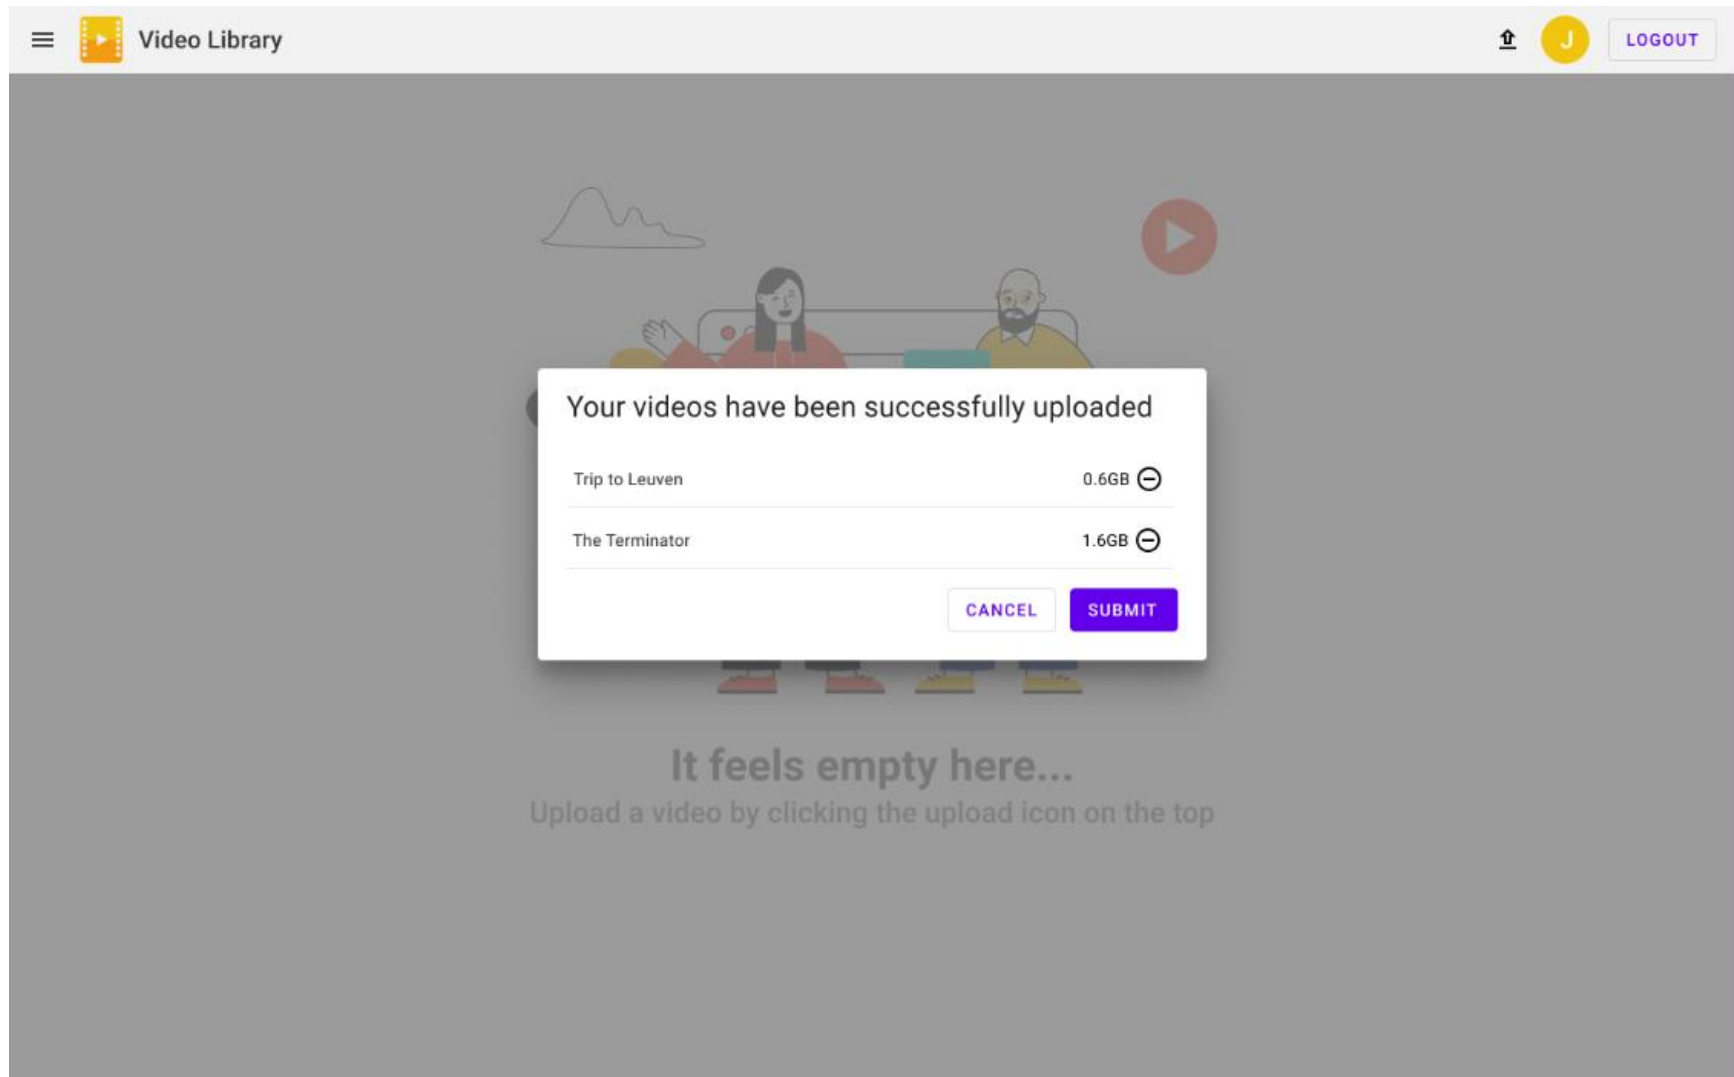 Video Library
J
LOGOUT
Your videos have been successfully uploaded
Trip to Leuven 0.6GB
The Terminator 1.6GB
CANCEL SUBMIT
It feels empty here...
Upload a video by clicking the upload icon on the top